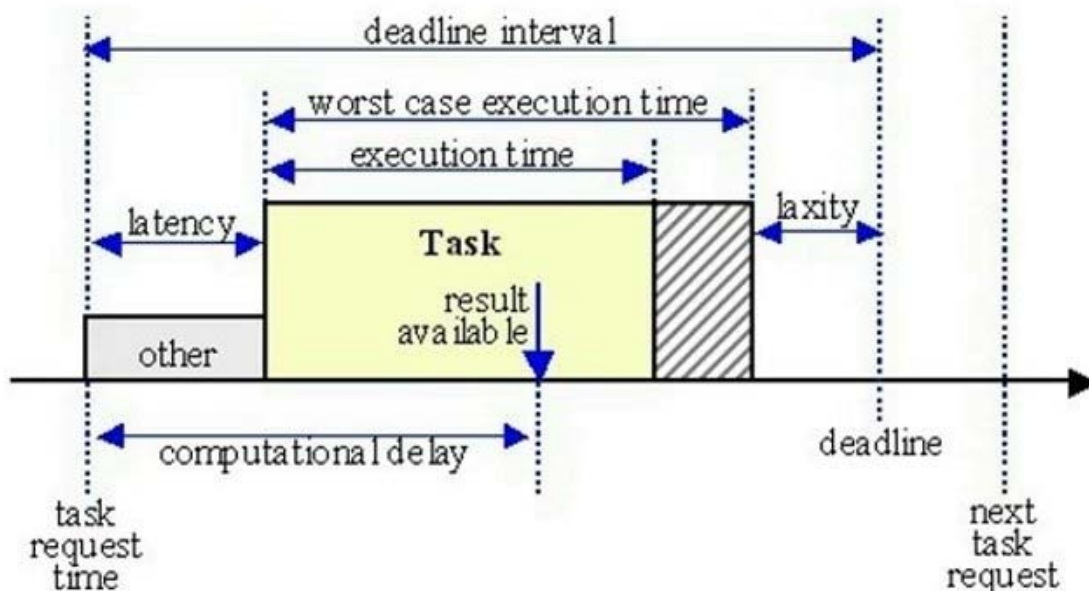 deadline interval
worst case execution time
execution time
latency
laxity
Task
result
available
other
computational delay
deadline
task
request
time
next
task
request